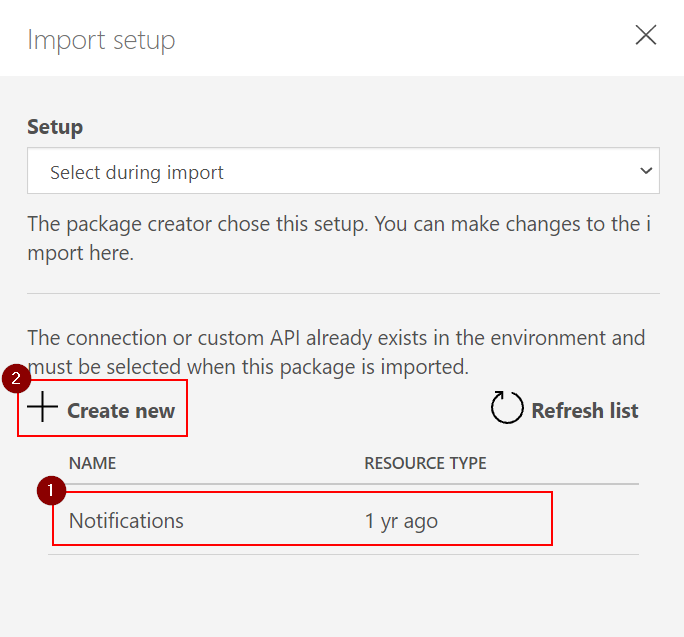 Import setup
Setup
Select during import
The package creator chose this setup. You can make changes to the i
mport here.
The connection or custom API already exists in the environment and
must be selected when this package is imported.
2
Create new
Refresh list
NAME RESOURCE TYPE
1
Notifications 1 yr ago